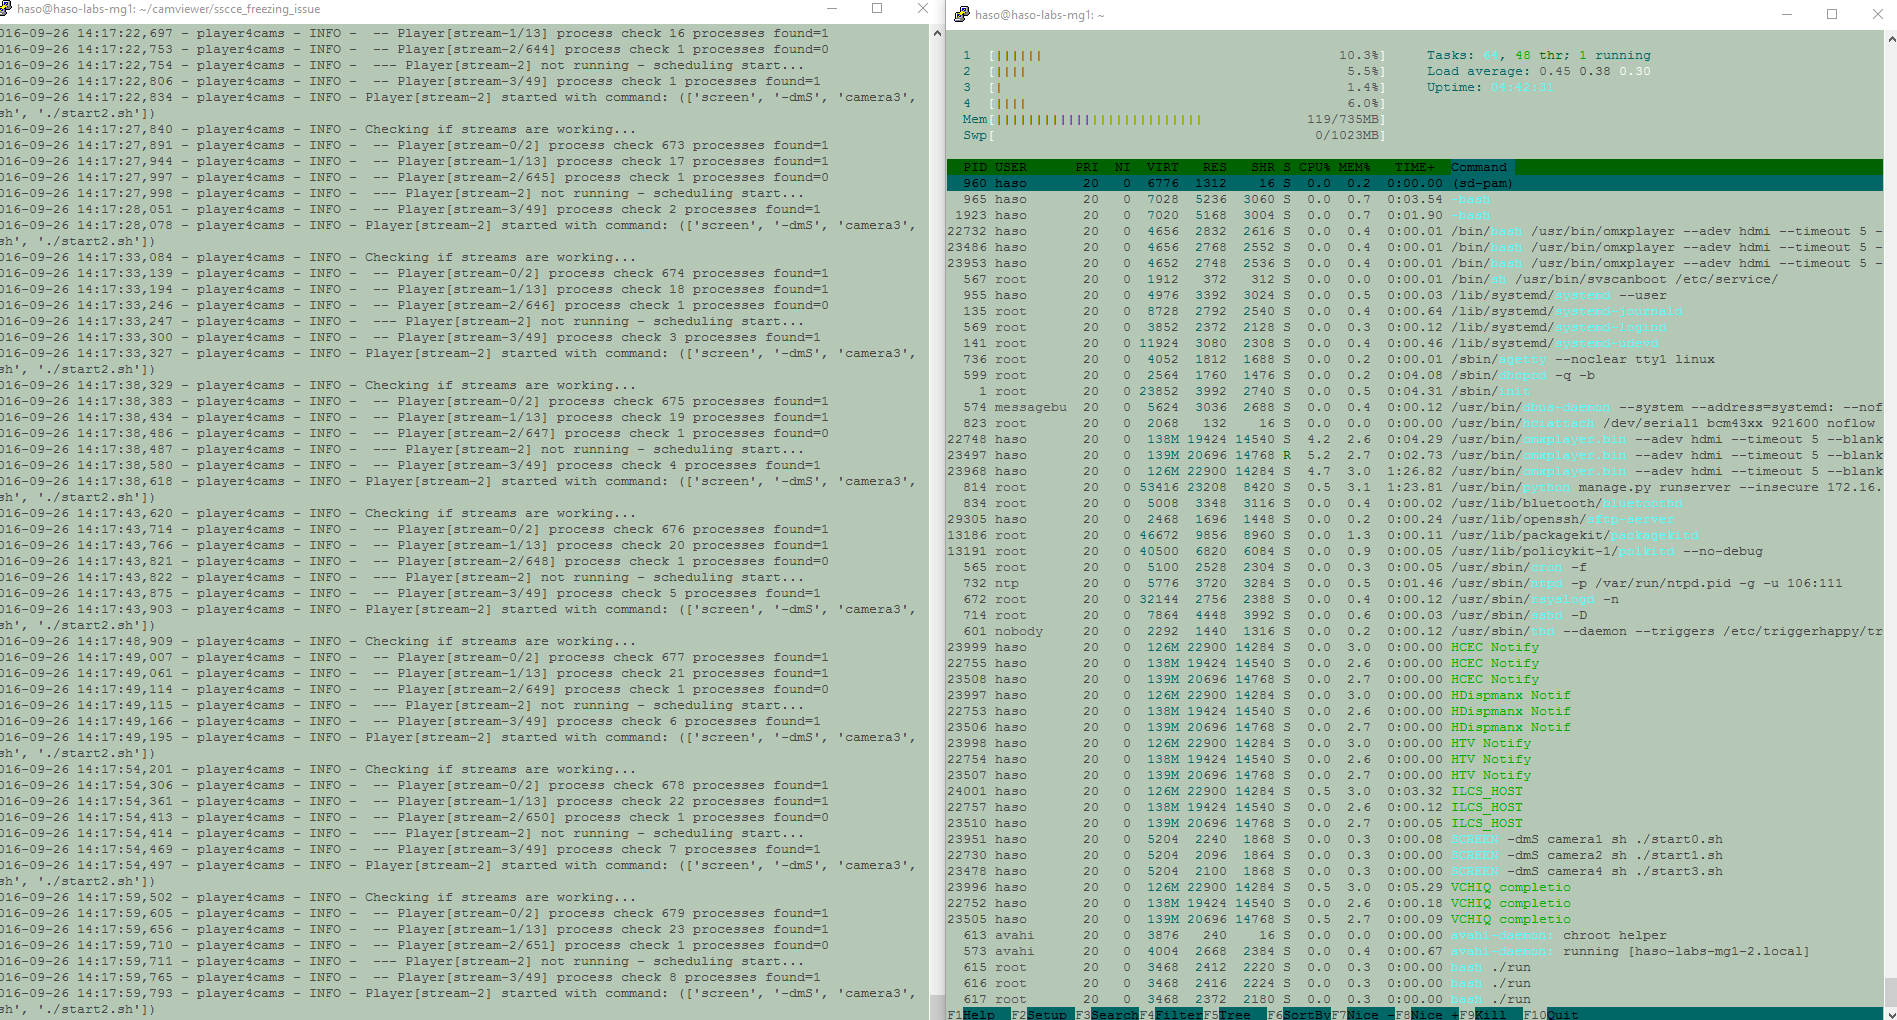 haso@haso-labs-mg1: ~/camviewer/sscce_freezing_issue
016-09-26 14:17:22,697 - player4cams - INFO -  -- Player[stream-1/13] process check 16 processes found=1
016-09-26 14:17:22,753 - player4cams - INFO -  -- Player[stream-2/644] process check 1 processes found=0
016-09-26 14:17:22,754 - player4cams - INFO -  --- Player[stream-2] not running - scheduling start...
016-09-26 14:17:22,806 - player4cams - INFO -  -- Player[stream-3/49] process check 1 processes found=1
016-09-26 14:17:22,834 - player4cams - INFO - Player[stream-2] started with command: (['screen', '-dmS', 'camera3',
sh', './start2.sh'])
016-09-26 14:17:27,840 - player4cams - INFO - Checking if streams are working...
016-09-26 14:17:27,891 - player4cams - INFO -  -- Player[stream-0/2] process check 673 processes found=1
016-09-26 14:17:27,944 - player4cams - INFO -  -- Player[stream-1/13] process check 17 processes found=1
016-09-26 14:17:27,997 - player4cams - INFO -  -- Player[stream-2/645] process check 1 processes found=0
016-09-26 14:17:27,998 - player4cams - INFO -  --- Player[stream-2] not running - scheduling start...
016-09-26 14:17:28,051 - player4cams - INFO -  -- Player[stream-3/49] process check 2 processes found=1
016-09-26 14:17:28,078 - player4cams - INFO - Player[stream-2] started with command: (['screen', '-dmS', 'camera3',
sh', './start2.sh'])
016-09-26 14:17:33,084 - player4cams - INFO - Checking if streams are working...
016-09-26 14:17:33,139 - player4cams - INFO -  -- Player[stream-0/2] process check 674 processes found=1
016-09-26 14:17:33,194 - player4cams - INFO -  -- Player[stream-1/13] process check 18 processes found=1
016-09-26 14:17:33,246 - player4cams - INFO -  -- Player[stream-2/646] process check 1 processes found=0
016-09-26 14:17:33,247 - player4cams - INFO -  --- Player[stream-2] not running - scheduling start...
016-09-26 14:17:33,300 - player4cams - INFO -  -- Player[stream-3/49] process check 3 processes found=1
016-09-26 14:17:33,327 - player4cams - INFO - Player[stream-2] started with command: (['screen', '-dmS', 'camera3',
sh', './start2.sh'])
016-09-26 14:17:38,329 - player4cams - INFO - Checking if streams are working...
016-09-26 14:17:38,383 - player4cams - INFO -  -- Player[stream-0/2] process check 675 processes found=1
016-09-26 14:17:38,434 - player4cams - INFO -  -- Player[stream-1/13] process check 19 processes found=1
016-09-26 14:17:38,486 - player4cams - INFO -  -- Player[stream-2/647] process check 1 processes found=0
016-09-26 14:17:38,487 - player4cams - INFO -  --- Player[stream-2] not running - scheduling start...
016-09-26 14:17:38,580 - player4cams - INFO -  -- Player[stream-3/49] process check 4 processes found=1
016-09-26 14:17:38,618 - player4cams - INFO - Player[stream-2] started with command: (['screen', '-dmS', 'camera3',
sh', './start2.sh'])
016-09-26 14:17:43,620 - player4cams - INFO - Checking if streams are working...
016-09-26 14:17:43,714 - player4cams - INFO -  -- Player[stream-0/2] process check 676 processes found=1
016-09-26 14:17:43,766 - player4cams - INFO -  -- Player[stream-1/13] process check 20 processes found=1
016-09-26 14:17:43,821 - player4cams - INFO -  -- Player[stream-2/648] process check 1 processes found=0
016-09-26 14:17:43,822 - player4cams - INFO -  --- Player[stream-2] not running - scheduling start...
016-09-26 14:17:43,875 - player4cams - INFO -  -- Player[stream-3/49] process check 5 processes found=1
016-09-26 14:17:43,903 - player4cams - INFO - Player[stream-2] started with command: (['screen', '-dmS', 'camera3',
sh', './start2.sh'])
016-09-26 14:17:48,909 - player4cams - INFO - Checking if streams are working...
016-09-26 14:17:49,007 - player4cams - INFO -  -- Player[stream-0/2] process check 677 processes found=1
016-09-26 14:17:49,061 - player4cams - INFO -  -- Player[stream-1/13] process check 21 processes found=1
016-09-26 14:17:49,114 - player4cams - INFO -  -- Player[stream-2/649] process check 1 processes found=0
016-09-26 14:17:49,115 - player4cams - INFO -  --- Player[stream-2] not running - scheduling start...
016-09-26 14:17:49,166 - player4cams - INFO -  -- Player[stream-3/49] process check 6 processes found=1
016-09-26 14:17:49,195 - player4cams - INFO - Player[stream-2] started with command: (['screen', '-dmS', 'camera3',
sh', './start2.sh'])
016-09-26 14:17:54,201 - player4cams - INFO - Checking if streams are working...
016-09-26 14:17:54,306 - player4cams - INFO -  -- Player[stream-0/2] process check 678 processes found=1
016-09-26 14:17:54,361 - player4cams - INFO -  -- Player[stream-1/13] process check 22 processes found=1
016-09-26 14:17:54,413 - player4cams - INFO -  -- Player[stream-2/650] process check 1 processes found=0
016-09-26 14:17:54,414 - player4cams - INFO -  --- Player[stream-2] not running - scheduling start...
016-09-26 14:17:54,469 - player4cams - INFO -  -- Player[stream-3/49] process check 7 processes found=1
016-09-26 14:17:54,497 - player4cams - INFO - Player[stream-2] started with command: (['screen', '-dmS', 'camera3',
sh', './start2.sh'])
016-09-26 14:17:59,502 - player4cams - INFO - Checking if streams are working...
016-09-26 14:17:59,605 - player4cams - INFO -  -- Player[stream-0/2] process check 679 processes found=1
016-09-26 14:17:59,656 - player4cams - INFO -  -- Player[stream-1/13] process check 23 processes found=1
016-09-26 14:17:59,710 - player4cams - INFO -  -- Player[stream-2/651] process check 1 processes found=0
016-09-26 14:17:59,711 - player4cams - INFO -  --- Player[stream-2] not running - scheduling start...
016-09-26 14:17:59,765 - player4cams - INFO -  -- Player[stream-3/49] process check 8 processes found=1
016-09-26 14:17:59,793 - player4cams - INFO - Player[stream-2] started with command: (['screen', '-dmS', 'camera3',
sh', './start2.sh'])
haso@haso-labs-mg1: ~
1 [|||||| 10.3%] Tasks: 64, 48 thr; 1 running
2 [|||| 5.5%] Load average: 0.45 0.38 0.30
3 [| 1.4%] Uptime: 04:42:31
4 [|||| 6.0%]
Mem[|||||||||||||||||||||||||| 119/735MB]
Swp[ 0/1023MB]
PID USER PRI NI VIRT RES SHR S CPU% MEM% TIME+ Command
960 haso 20 0 6776 1312 16 S 0.0 0.2 0:00.00 (sd-pam)
965 haso 20 0 7028 5236 3060 S 0.0 0.7 0:03.54 -bash
1923 haso 20 0 7020 5168 3004 S 0.0 0.7 0:01.90 -bash
22732 haso 20 0 4656 2832 2616 S 0.0 0.4 0:00.01 /bin/bash /usr/bin/omxplayer --adev hdmi --timeout 5 -
23486 haso 20 0 4656 2768 2552 S 0.0 0.4 0:00.01 /bin/bash /usr/bin/omxplayer --adev hdmi --timeout 5 -
23953 haso 20 0 4652 2748 2536 S 0.0 0.4 0:00.01 /bin/bash /usr/bin/omxplayer --adev hdmi --timeout 5 -
567 root 20 0 1912 372 312 S 0.0 0.0 0:00.01 /bin/sh /usr/bin/svscanboot /etc/service/
955 haso 20 0 4976 3392 3024 S 0.0 0.5 0:00.03 /lib/systemd/systemd --user
135 root 20 0 8728 2792 2540 S 0.0 0.4 0:00.64 /lib/systemd/systemd-journald
569 root 20 0 3852 2372 2128 S 0.0 0.3 0:00.12 /lib/systemd/systemd-logind
141 root 20 0 11924 3080 2308 S 0.0 0.4 0:00.46 /lib/systemd/systemd-udevd
736 root 20 0 4052 1812 1688 S 0.0 0.2 0:00.01 /sbin/agetty --noclear tty1 linux
599 root 20 0 2564 1760 1476 S 0.0 0.2 0:04.08 /sbin/dhcpcd -q -b
1 root 20 0 23852 3992 2740 S 0.0 0.5 0:04.31 /sbin/init
574 messagebu 20 0 5624 3036 2688 S 0.0 0.4 0:00.12 /usr/bin/dbus-daemon --system --address=systemd: --nof
823 root 20 0 2068 132 16 S 0.0 0.0 0:00.00 /usr/bin/hciattach /dev/serial1 bcm43xx 921600 noflow
22748 haso 20 0 138M 19424 14540 S 4.2 2.6 0:04.29 /usr/bin/omxplayer.bin --adev hdmi --timeout 5 --blank
23497 haso 20 0 139M 20696 14768 R 5.2 2.7 0:02.73 /usr/bin/omxplayer.bin --adev hdmi --timeout 5 --blank
23968 haso 20 0 126M 22900 14284 S 4.7 3.0 1:26.82 /usr/bin/omxplayer.bin --adev hdmi --timeout 5 --blank
814 root 20 0 53416 23208 8420 S 0.5 3.1 1:23.81 /usr/bin/python manage.py runserver --insecure 172.16.
834 root 20 0 5008 3348 3116 S 0.0 0.4 0:00.02 /usr/lib/bluetooth/bluetoothd
29305 haso 20 0 2468 1696 1448 S 0.0 0.2 0:00.24 /usr/lib/openssh/sftp-server
13186 root 20 0 46672 9856 8960 S 0.0 1.3 0:00.11 /usr/lib/packagekit/packagekitd
13191 root 20 0 40500 6820 6084 S 0.0 0.9 0:00.05 /usr/lib/policykit-1/polkitd --no-debug
565 root 20 0 5100 2528 2304 S 0.0 0.3 0:00.05 /usr/sbin/cron -f
732 ntp 20 0 5776 3720 3284 S 0.0 0.5 0:01.46 /usr/sbin/ntpd -p /var/run/ntpd.pid -g -u 106:111
672 root 20 0 32144 2756 2388 S 0.0 0.4 0:00.12 /usr/sbin/rsyslogd -n
714 root 20 0 7864 4448 3992 S 0.0 0.6 0:00.03 /usr/sbin/sshd -D
601 nobody 20 0 2292 1440 1316 S 0.0 0.2 0:00.12 /usr/sbin/thd --daemon --triggers /etc/triggerhappy/tr
23999 haso 20 0 126M 22900 14284 S 0.0 3.0 0:00.00 HCEC Notify
22755 haso 20 0 138M 19424 14540 S 0.0 2.6 0:00.00 HCEC Notify
23508 haso 20 0 139M 20696 14768 S 0.0 2.7 0:00.00 HCEC Notify
23997 haso 20 0 126M 22900 14284 S 0.0 3.0 0:00.00 HDispmanx Notif
22753 haso 20 0 138M 19424 14540 S 0.0 2.6 0:00.00 HDispmanx Notif
23506 haso 20 0 139M 20696 14768 S 0.0 2.7 0:00.00 HDispmanx Notif
23998 haso 20 0 126M 22900 14284 S 0.0 3.0 0:00.00 HTV Notify
22754 haso 20 0 138M 19424 14540 S 0.0 2.6 0:00.00 HTV Notify
23507 haso 20 0 139M 20696 14768 S 0.0 2.7 0:00.00 HTV Notify
24001 haso 20 0 126M 22900 14284 S 0.5 3.0 0:03.32 ILCS_HOST
22757 haso 20 0 138M 19424 14540 S 0.0 2.6 0:00.12 ILCS_HOST
23510 haso 20 0 139M 20696 14768 S 0.0 2.7 0:00.05 ILCS_HOST
23951 haso 20 0 5204 2240 1868 S 0.0 0.3 0:00.08 SCREEN -dmS camera1 sh ./start0.sh
22730 haso 20 0 5204 2096 1864 S 0.0 0.3 0:00.00 SCREEN -dmS camera2 sh ./start1.sh
23478 haso 20 0 5204 2100 1868 S 0.0 0.3 0:00.00 SCREEN -dmS camera4 sh ./start3.sh
23996 haso 20 0 126M 22900 14284 S 0.5 3.0 0:05.29 VCHIQ completio
22752 haso 20 0 138M 19424 14540 S 0.0 2.6 0:00.18 VCHIQ completio
23505 haso 20 0 139M 20696 14768 S 0.5 2.7 0:00.09 VCHIQ completio
613 avahi 20 0 3876 240 16 S 0.0 0.0 0:00.00 avahi-daemon: chroot helper
573 avahi 20 0 4004 2668 2384 S 0.0 0.4 0:00.67 avahi-daemon: running [haso-labs-mg1-2.local]
615 root 20 0 3468 2412 2220 S 0.0 0.3 0:00.00 bash ./run
616 root 20 0 3468 2416 2224 S 0.0 0.3 0:00.00 bash ./run
617 root 20 0 3468 2372 2180 S 0.0 0.3 0:00.00 bash ./run
F1Help F2Setup F3SearchF4FilterF5Tree F6SortByF7Nice -F8Nice +F9Kill F10Quit